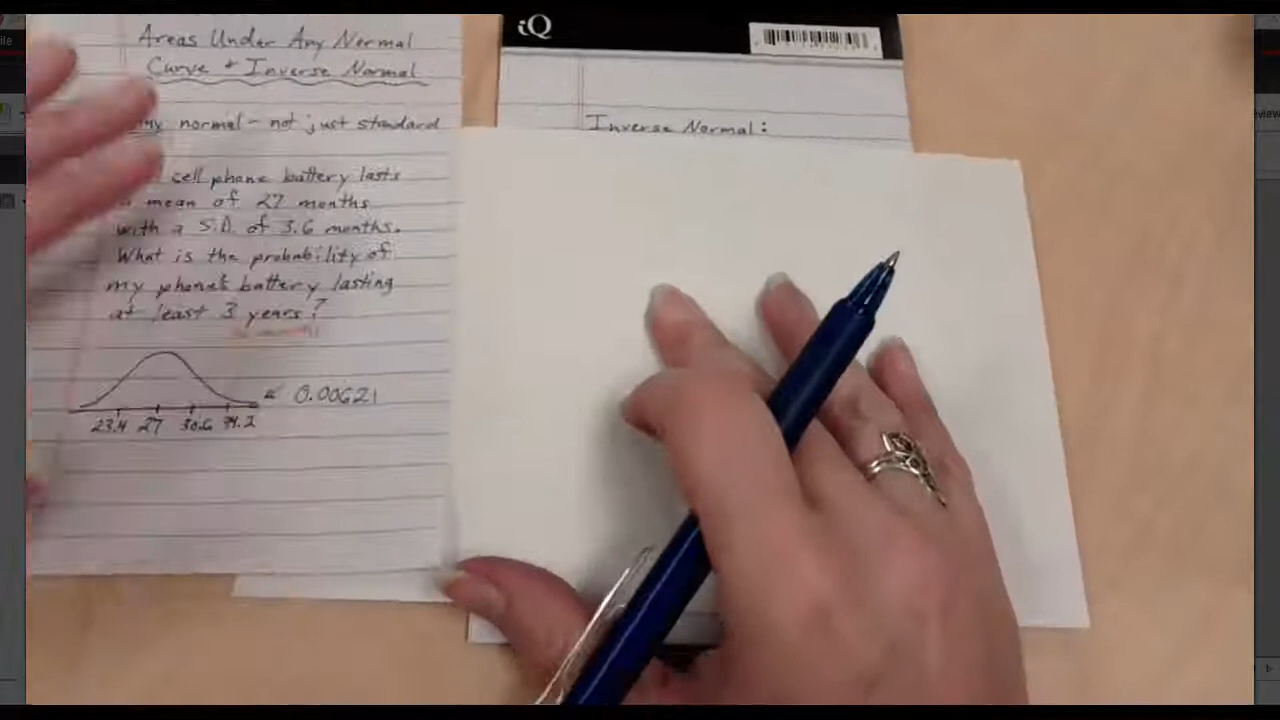 Areas Under Any Normal
Curve + Inverse Normal
normal - not just standard
cell phone battery lasts
mean of 27 months
with a S.D. of 3.6 months.
What is the probability of
my phone's battery lasting
at least 3 years?
0.00621
23.4 27 30.6 34.2
iQ
Inverse Normal: